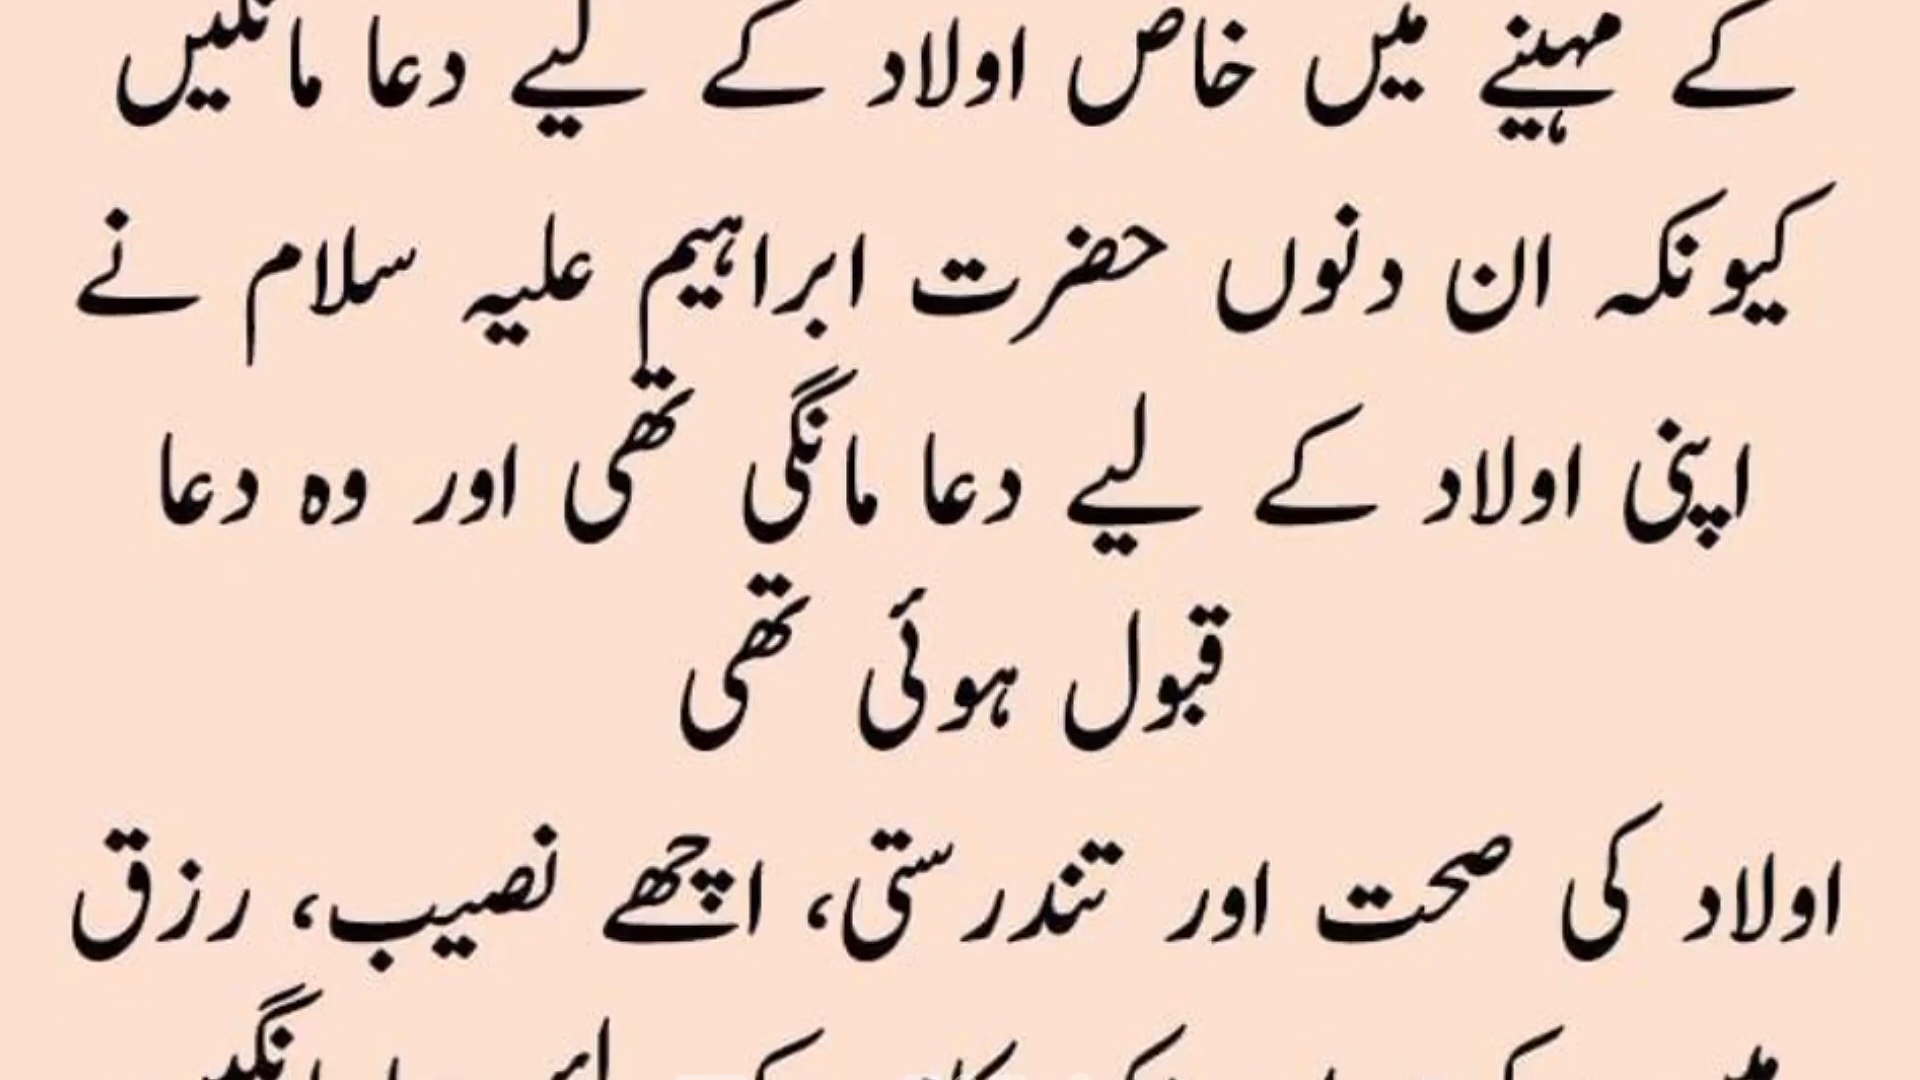 کے مہینے میں خاص اولاد کے لیے دعا مانگیں
کیونکہ ان دنوں حضرت ابراہیم علیہ سلام نے
اپنی اولاد کے لیے دعا مانگی تھی اور وہ دعا
قبول ہوئی تھی
اولاد کی صحت اور تندرستی، اچھے نصیب، رزق
میں